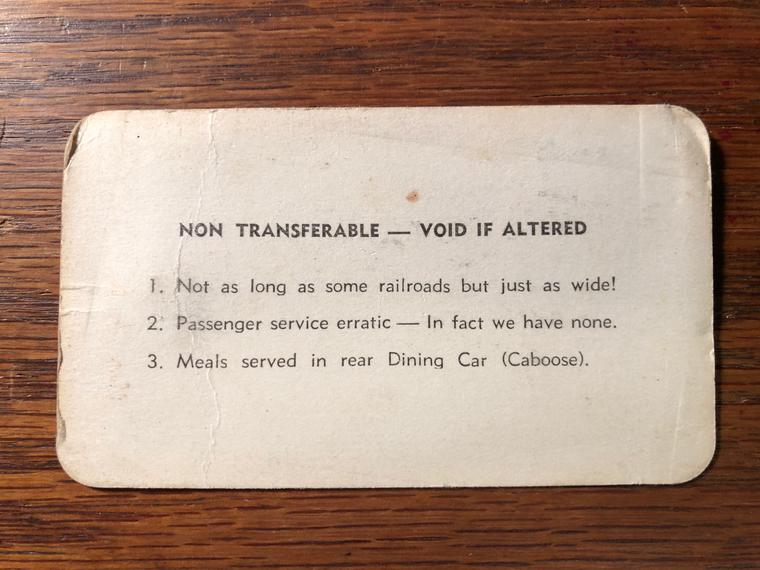 NON TRANSFERABLE — VOID IF ALTERED
1. Not as long as some railroads but just as wide!
2. Passenger service erratic — In fact we have none.
3. Meals served in rear Dining Car (Caboose).